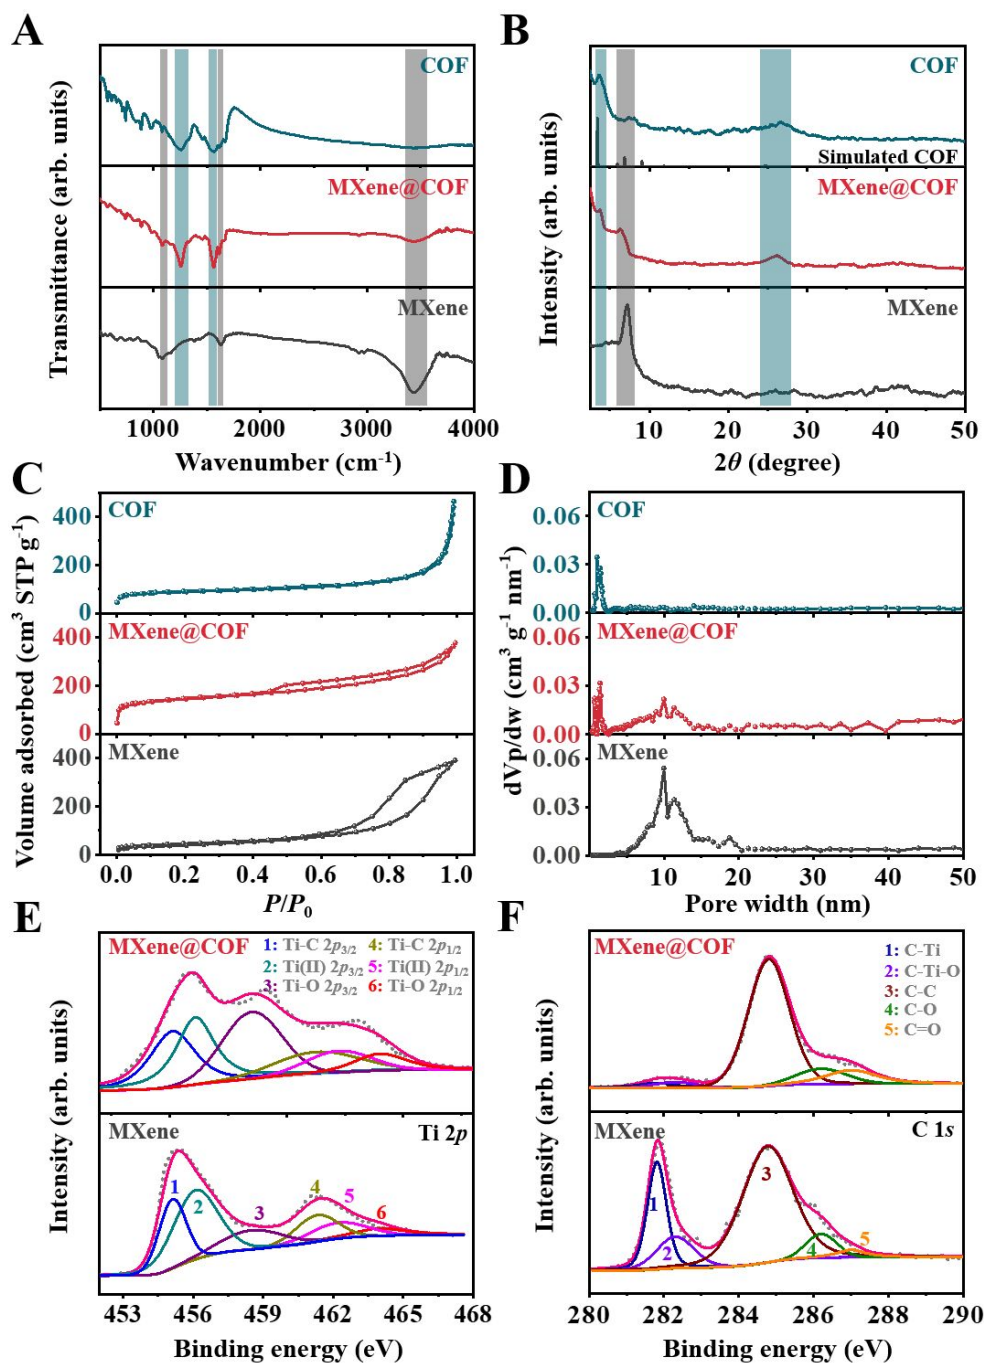 A
COF
MXene@COF
MXene
Transmittance (arb. units)
1000 2000 3000 4000
Wavenumber (cm⁻¹)
B
COF
Simulated COF
MXene@COF
MXene
Intensity (arb. units)
10 20 30 40 50
2θ (degree)
C
COF
400
200
0
MXene@COF
400
200
0
MXene
400
200
0
Volume adsorbed (cm³ STP g⁻¹)
0.0 0.2 0.4 0.6 0.8 1.0
P/P₀
D
COF
0.06
0.03
0.00
MXene@COF
0.06
0.03
0.00
MXene
0.06
0.03
0.00
dVp/dw (cm³ g⁻¹ nm⁻¹)
10 20 30 40 50
Pore width (nm)
E
MXene@COF
1: Ti-C 2p₃/₂ 4: Ti-C 2p₁/₂
2: Ti(II) 2p₃/₂ 5: Ti(II) 2p₁/₂
3: Ti-O 2p₃/₂ 6: Ti-O 2p₁/₂
MXene
Ti 2p
1
2
3
4
5
6
Intensity (arb. units)
453 456 459 462 465 468
Binding energy (eV)
F
MXene@COF
1: C-Ti
2: C-Ti-O
3: C-C
4: C-O
5: C=O
MXene
C 1s
1
2
3
4
5
Intensity (arb. units)
280 282 284 286 288 290
Binding energy (eV)